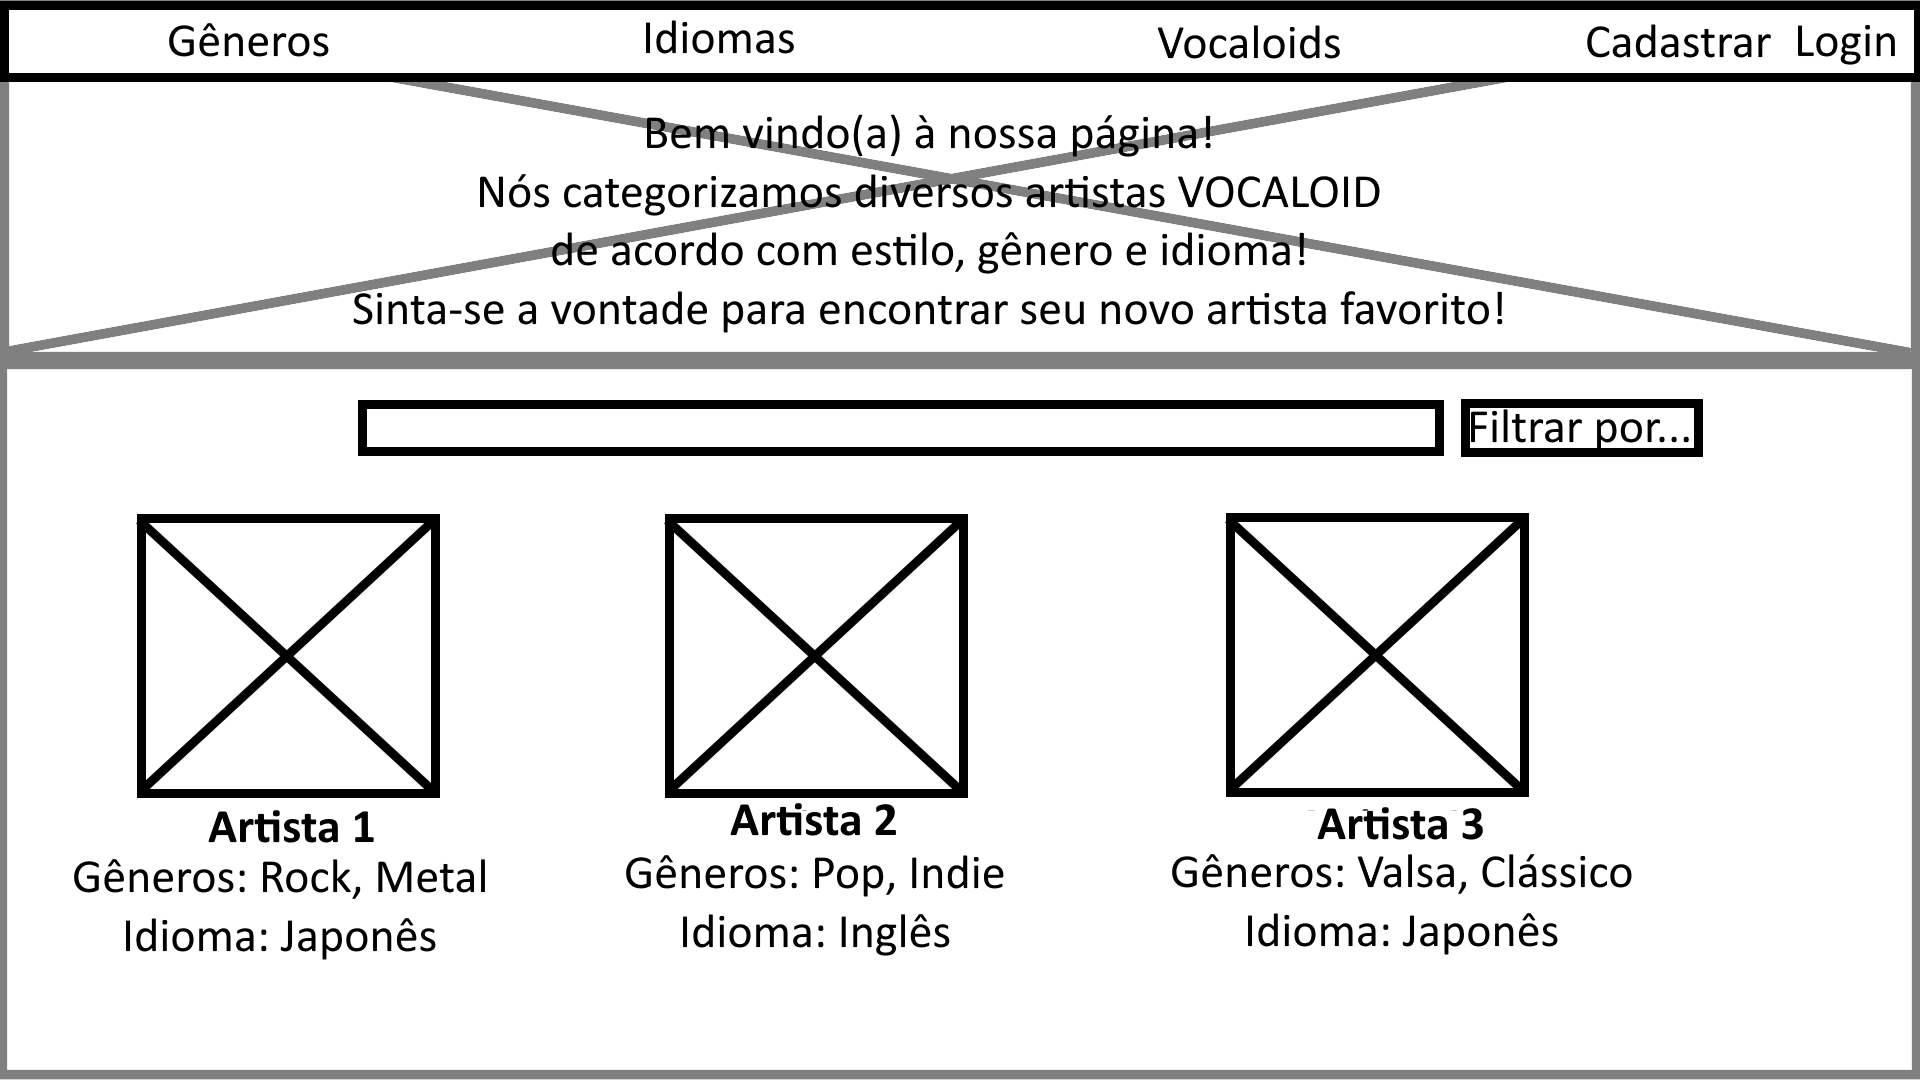 Gêneros Idiomas Vocaloids Cadastrar Login
Bem vindo(a) à nossa página!
Nós categorizamos diversos artistas VOCALOID
de acordo com estilo, gênero e idioma!
Sinta-se a vontade para encontrar seu novo artista favorito!
Filtrar por...
Artista 1
Gêneros: Rock, Metal
Idioma: Japonês
Artista 2
Gêneros: Pop, Indie
Idioma: Inglês
Artista 3
Gêneros: Valsa, Clássico
Idioma: Japonês